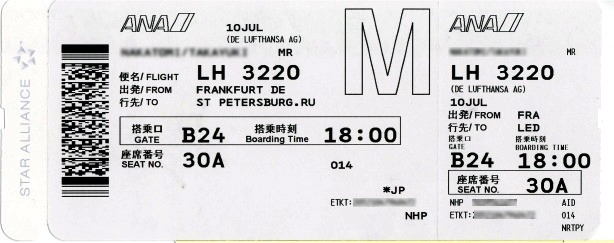 STAR ALLIANCE
ANA
10JUL
(DE LUFTHANSA AG)
MR
便名/ FLIGHT LH 3220
出発/ FROM FRANKFURT DE
行先/ TO ST PETERSBURG.RU
搭乗口 GATE B24 搭乗時刻 Boarding Time 18:00
座席番号 SEAT NO. 30A
014
*JP
ETKT:
NHP
M
ANA
MR
LH 3220
(DE LUFTHANSA AG)
10JUL
出発/ FROM FRA
行先/ TO LED
搭乗口 GATE 搭乗時刻 BOARDING TIME
B24 18:00
座席番号 SEAT NO. 30A
NHP AID
ETKT: 014
NRTPY